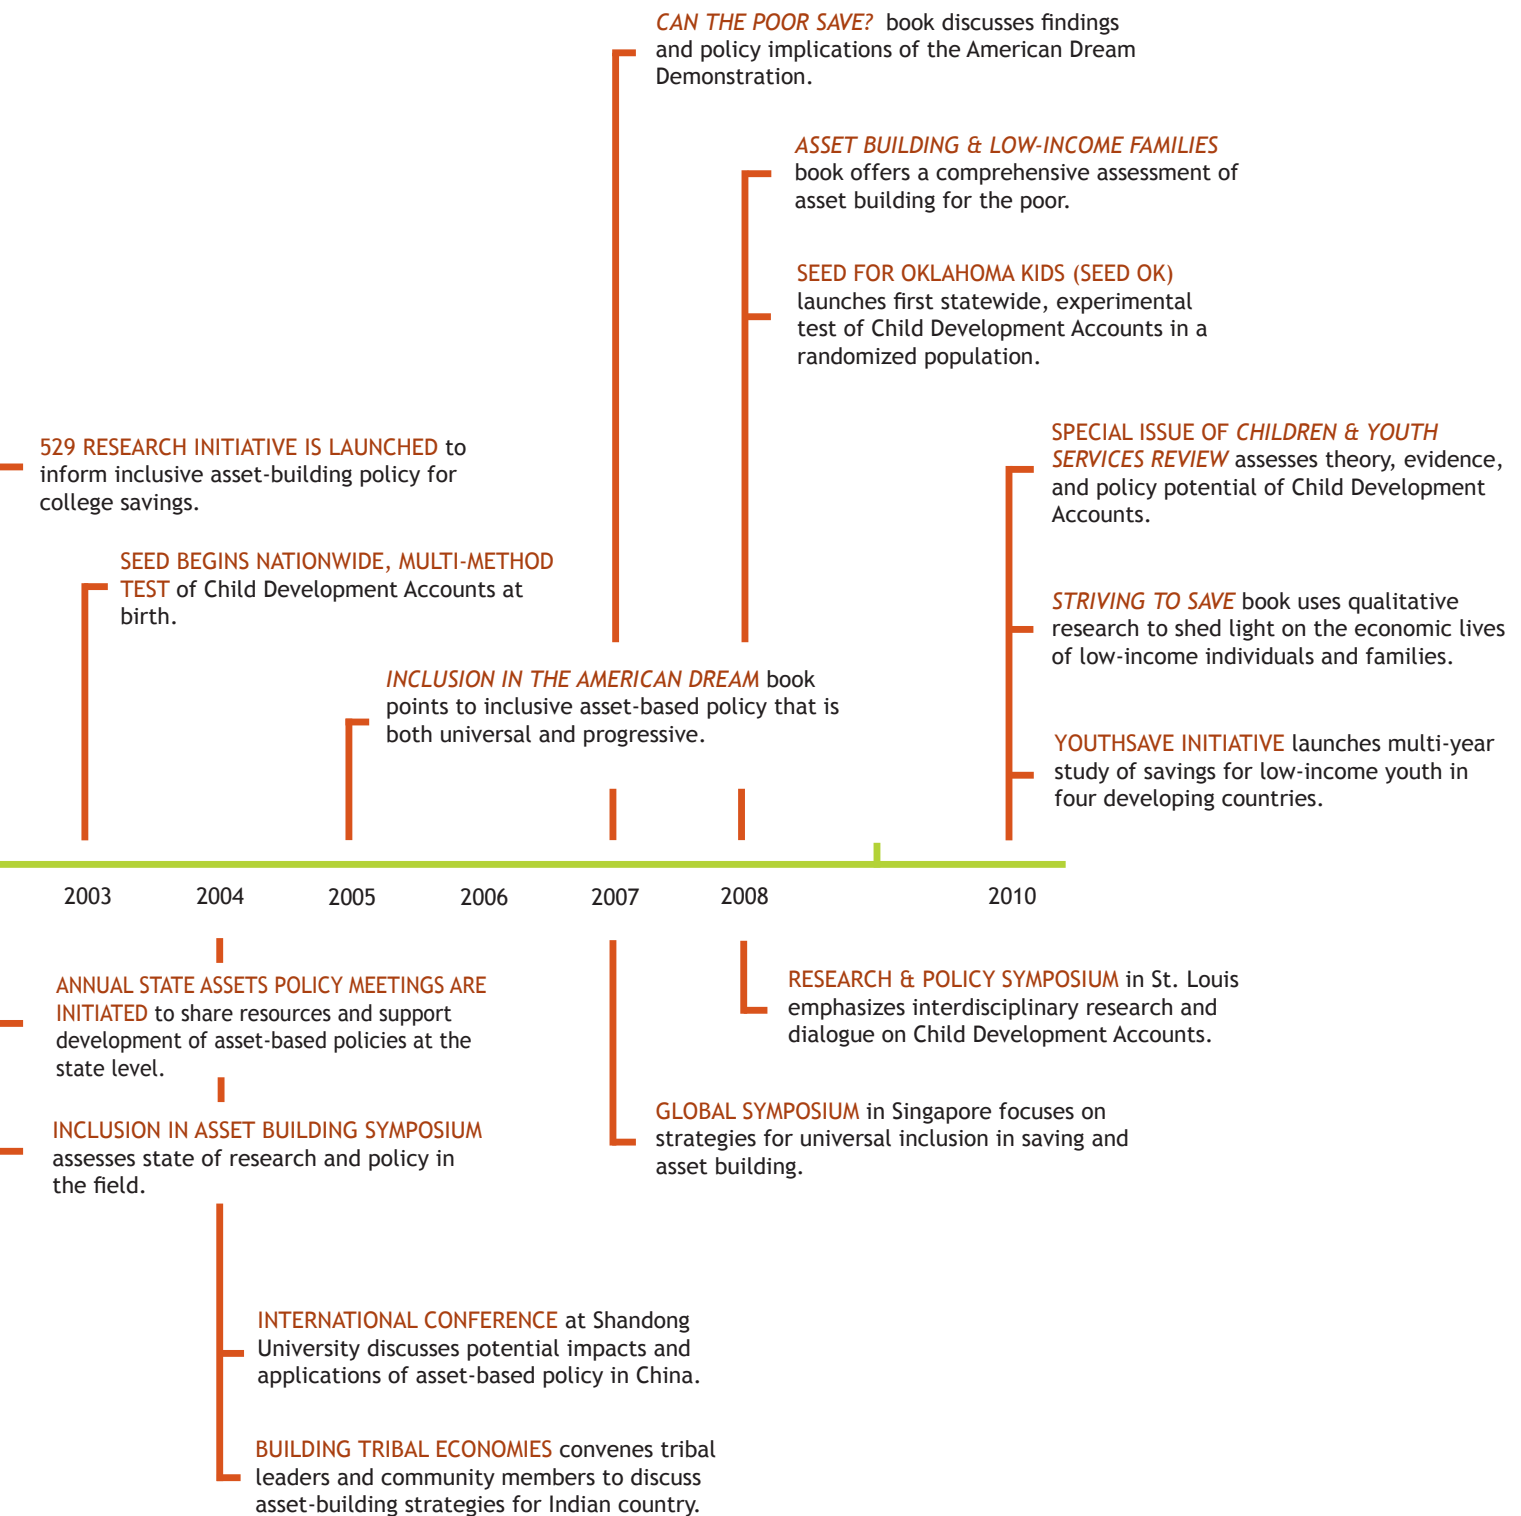 CAN THE POOR SAVE? book discusses findings
and policy implications of the American Dream
Demonstration.
ASSET BUILDING & LOW-INCOME FAMILIES
book offers a comprehensive assessment of
asset building for the poor.
SEED FOR OKLAHOMA KIDS (SEED OK)
launches first statewide, experimental
test of Child Development Accounts in a
randomized population.
529 RESEARCH INITIATIVE IS LAUNCHED to
inform inclusive asset-building policy for
college savings.
SPECIAL ISSUE OF CHILDREN & YOUTH
SERVICES REVIEW assesses theory, evidence,
and policy potential of Child Development
Accounts.
SEED BEGINS NATIONWIDE, MULTI-METHOD
TEST of Child Development Accounts at
birth.
STRIVING TO SAVE book uses qualitative
research to shed light on the economic lives
of low-income individuals and families.
INCLUSION IN THE AMERICAN DREAM book
points to inclusive asset-based policy that is
both universal and progressive.
YOUTHSAVE INITIATIVE launches multi-year
study of savings for low-income youth in
four developing countries.
2003 2004 2005 2006 2007 2008 2010
ANNUAL STATE ASSETS POLICY MEETINGS ARE
INITIATED to share resources and support
development of asset-based policies at the
state level.
RESEARCH & POLICY SYMPOSIUM in St. Louis
emphasizes interdisciplinary research and
dialogue on Child Development Accounts.
INCLUSION IN ASSET BUILDING SYMPOSIUM
assesses state of research and policy in
the field.
GLOBAL SYMPOSIUM in Singapore focuses on
strategies for universal inclusion in saving and
asset building.
INTERNATIONAL CONFERENCE at Shandong
University discusses potential impacts and
applications of asset-based policy in China.
BUILDING TRIBAL ECONOMIES convenes tribal
leaders and community members to discuss
asset-building strategies for Indian country.